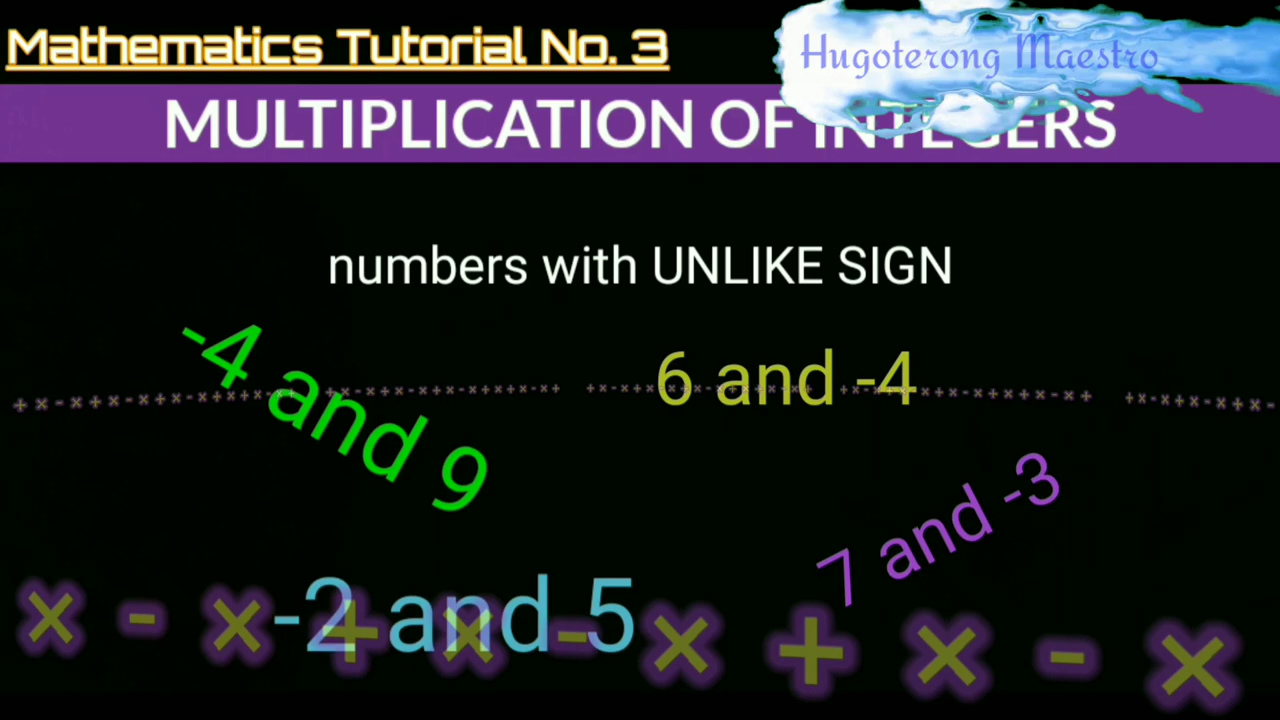 Mathematics Tutorial No. 3
Hugoterong Maestro
MULTIPLICATION OF INTEGERS
numbers with UNLIKE SIGN
-4 and 9
6 and -4
7 and -3
-2 and 5
x - x + x - x + x - x